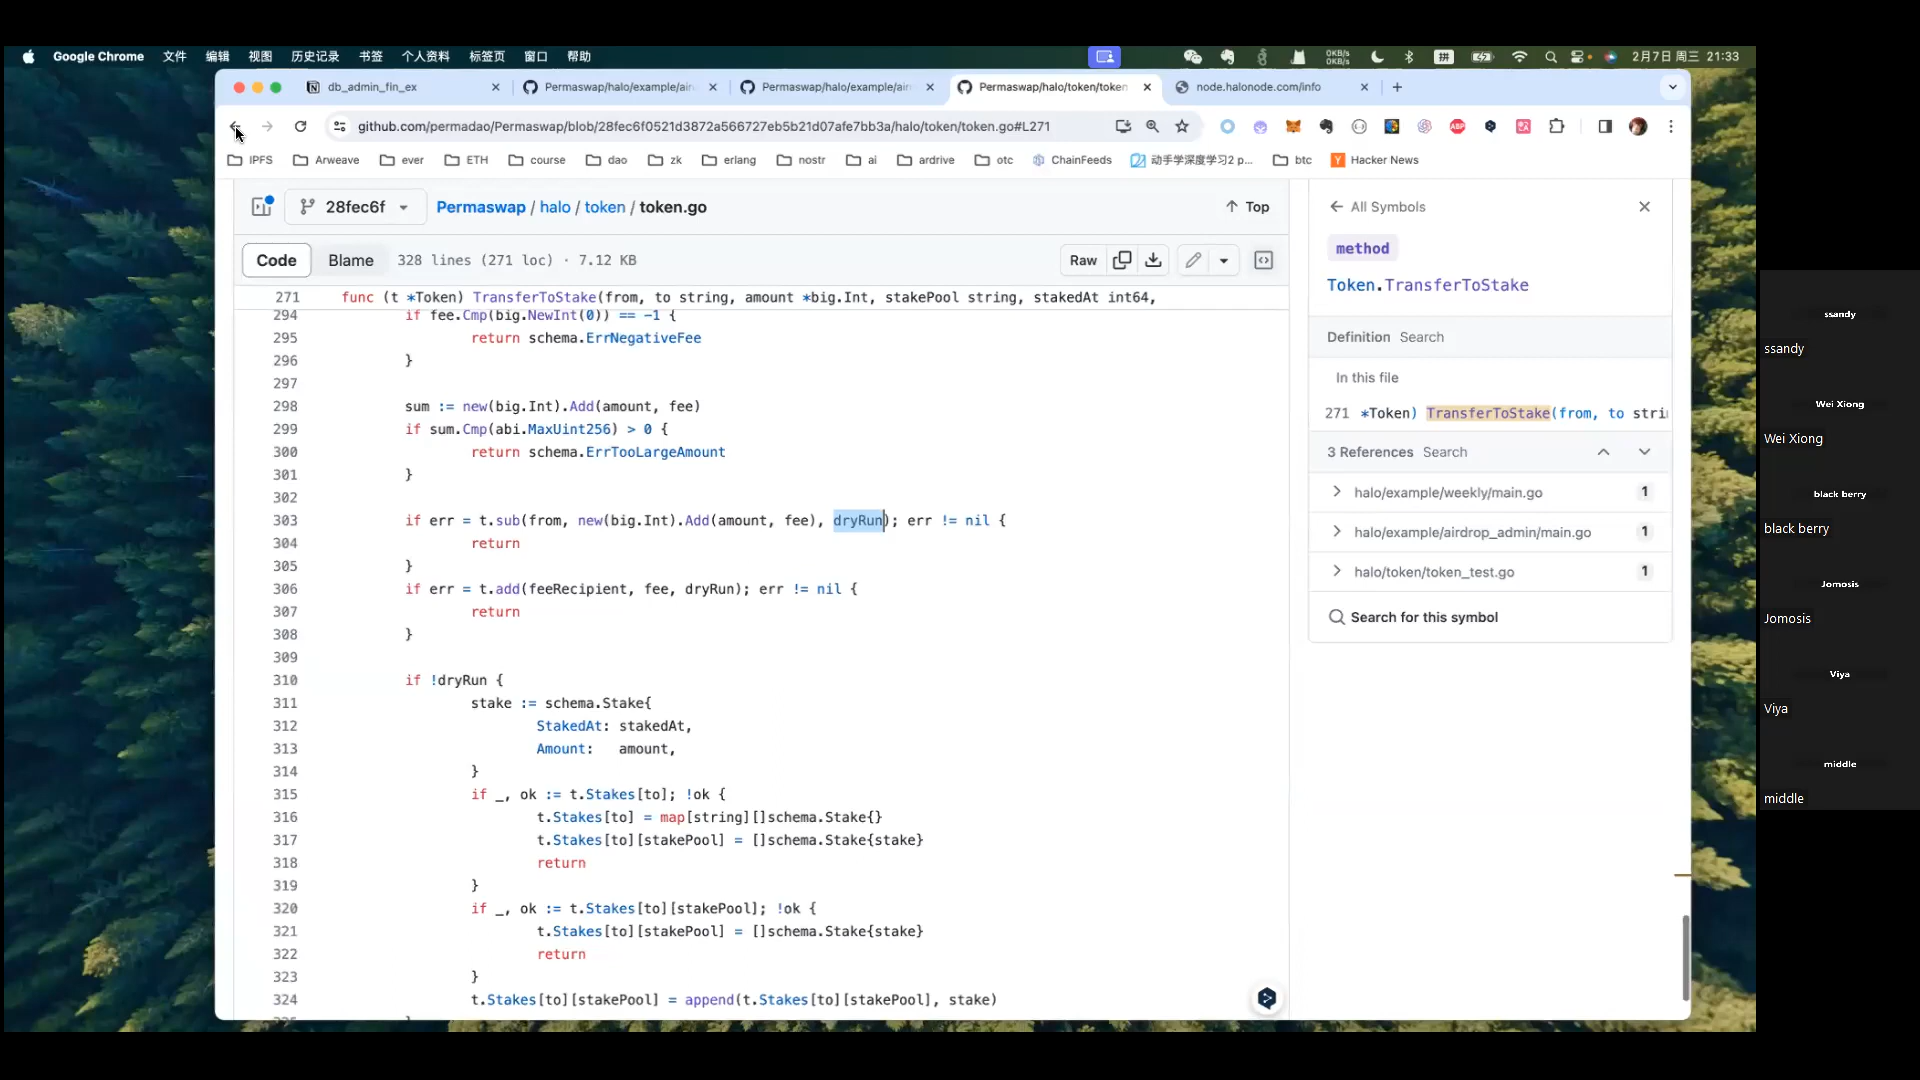 Google Chrome 文件 编辑 视图 历史记录 书签 个人资料 标签页 窗口 帮助 0KB/s 0KB/s 拼 2月7日 周三 21:33
db_admin_fin_ex Permaswap/halo/example/air Permaswap/halo/example/air Permaswap/halo/token/token node.halonode.com/info
github.com/permadao/Permaswap/blob/28fec6f0521d3872a566727eb5b21d07afe7bb3a/halo/token/token.go#L271 ABP
IPFS Arweave ever ETH course dao zk erlang nostr ai ardrive otc ChainFeeds 动手学深度学习2 p... btc Hacker News
28fec6f Permaswap / halo / token / token.go Top
Code Blame 328 lines (271 loc) · 7.12 KB Raw
271 func (t *Token) TransferToStake(from, to string, amount *big.Int, stakePool string, stakedAt int64,
294 if fee.Cmp(big.NewInt(0)) == -1 {
295 return schema.ErrNegativeFee
296 }
297
298 sum := new(big.Int).Add(amount, fee)
299 if sum.Cmp(abi.MaxUint256) > 0 {
300 return schema.ErrTooLargeAmount
301 }
302
303 if err = t.sub(from, new(big.Int).Add(amount, fee), dryRun); err != nil {
304 return
305 }
306 if err = t.add(feeRecipient, fee, dryRun); err != nil {
307 return
308 }
309
310 if !dryRun {
311 stake := schema.Stake{
312 StakedAt: stakedAt,
313 Amount: amount,
314 }
315 if _, ok := t.Stakes[to]; !ok {
316 t.Stakes[to] = map[string][]schema.Stake{}
317 t.Stakes[to][stakePool] = []schema.Stake{stake}
318 return
319 }
320 if _, ok := t.Stakes[to][stakePool]; !ok {
321 t.Stakes[to][stakePool] = []schema.Stake{stake}
322 return
323 }
324 t.Stakes[to][stakePool] = append(t.Stakes[to][stakePool], stake)
All Symbols
method
Token.TransferToStake
Definition Search
In this file
271 *Token) TransferToStake(from, to stri
3 References Search
halo/example/weekly/main.go 1
halo/example/airdrop_admin/main.go 1
halo/token/token_test.go 1
Search for this symbol
ssandy
ssandy
Wei Xiong
Wei Xiong
black berry
black berry
Jomosis
Jomosis
Viya
Viya
middle
middle